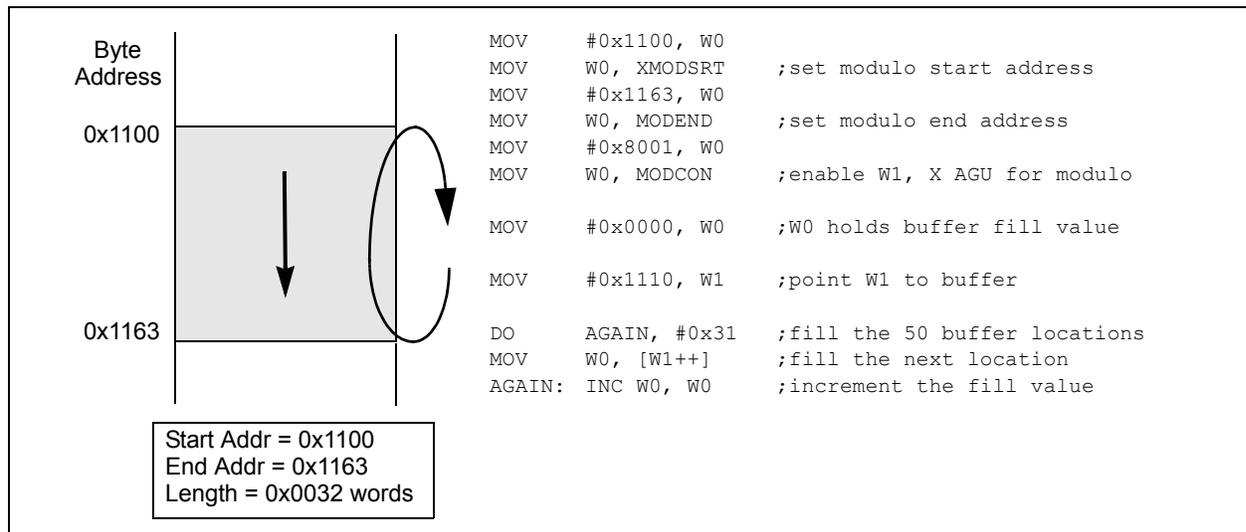 Byte
Address
0x1100
0x1163
Start Addr = 0x1100
End Addr = 0x1163
Length = 0x0032 words
MOV #0x1100, W0
MOV W0, XMODSRT ;set modulo start address
MOV #0x1163, W0
MOV W0, MODEND ;set modulo end address
MOV #0x8001, W0
MOV W0, MODCON ;enable W1, X AGU for modulo
MOV #0x0000, W0 ;W0 holds buffer fill value
MOV #0x1110, W1 ;point W1 to buffer
DO AGAIN, #0x31 ;fill the 50 buffer locations
MOV W0, [W1++] ;fill the next location
AGAIN: INC W0, W0 ;increment the fill value